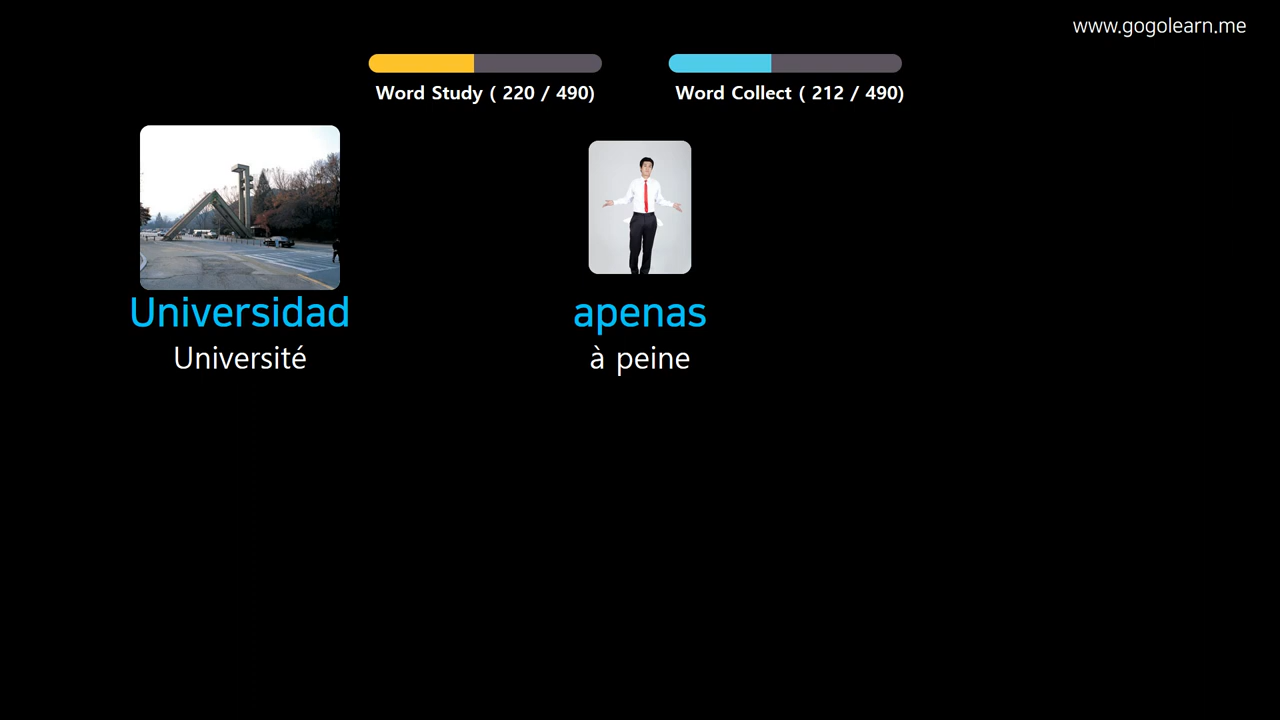 www.gogolearn.me
Word Study ( 220 / 490)
Word Collect ( 212 / 490)
Universidad
Université
apenas
à peine